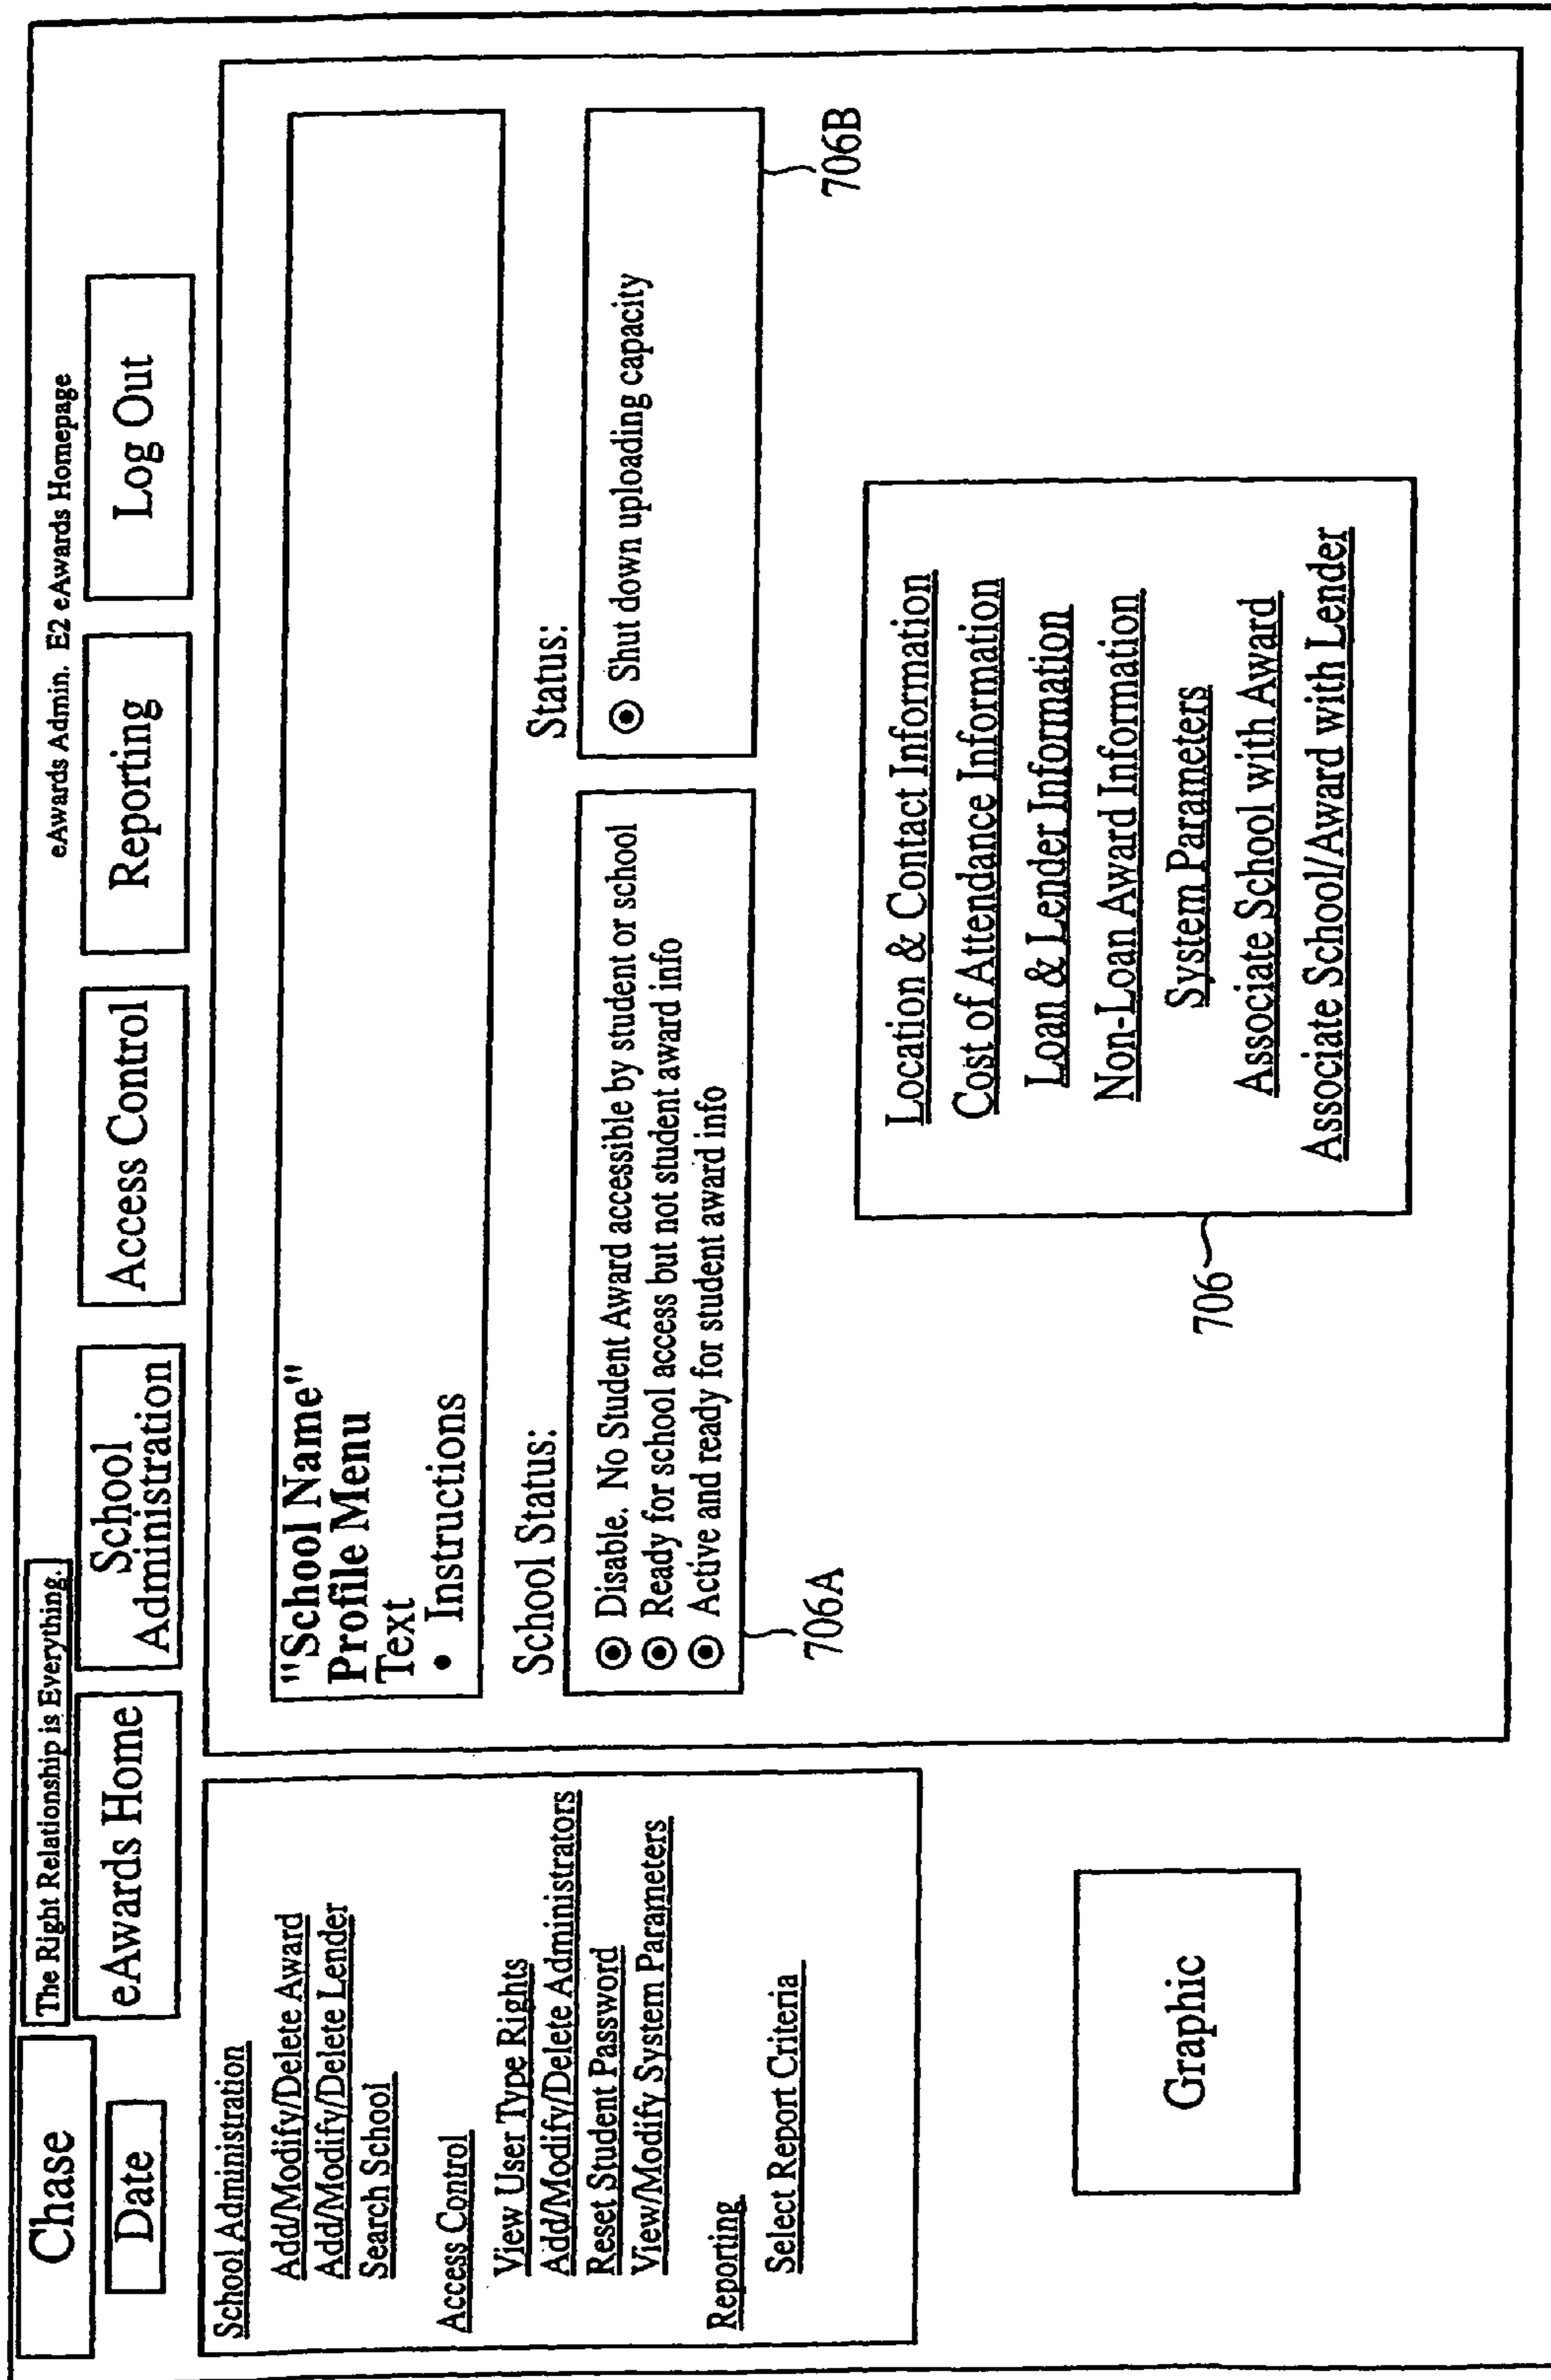 Chase
The Right Relationship is Everything.
eAwards Admin. E2 eAwards Homepage
Date
eAwards Home
School
Administration
Access Control
Reporting
Log Out
School Administration
Add/Modify/Delete Award
Add/Modify/Delete Lender
Search School
Access Control
View User Type Rights
Add/Modify/Delete Administrators
Reset Student Password
View/Modify System Parameters
Reporting
Select Report Criteria
Graphic
"School Name"
Profile Menu
Text
• Instructions
School Status:
Disable. No Student Award accessible by student or school
Ready for school access but not student award info
Active and ready for student award info
706A
Status:
Shut down uploading capacity
706B
Location & Contact Information
Cost of Attendance Information
Loan & Lender Information
Non-Loan Award Information
System Parameters
Associate School with Award
Associate School/Award with Lender
706